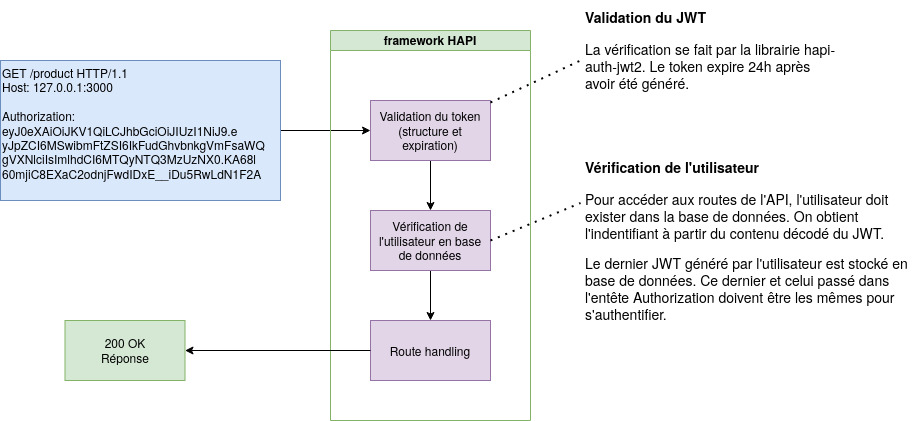 Validation du JWT
La vérification se fait par la librairie hapi-
auth-jwt2. Le token expire 24h après
avoir été généré.
framework HAPI
GET /product HTTP/1.1
Host: 127.0.0.1:3000
Authorization:
eyJ0eXAiOiJKV1QiLCJhbGciOiJIUzI1NiJ9.e
yJpZCI6MSwibmFtZSI6IkFudGhvbnkgVmFsaWQ
gVXNlciIsImlhdCI6MTQyNTQ3MzUzNX0.KA68l
60mjiC8EXaC2odnjFwdIDxE__iDu5RwLdN1F2A
Validation du token
(structure et
expiration)
Vérification de l'utilisateur
Pour accéder aux routes de l'API, l'utilisateur doit
exister dans la base de données. On obtient
l'indentifiant à partir du contenu décodé du JWT.
Le dernier JWT généré par l'utilisateur est stocké en
base de données. Ce dernier et celui passé dans
l'entête Authorization doivent être les mêmes pour
s'authentifier.
Vérification de
l'utilisateur en base
de données
Route handling
200 OK
Réponse